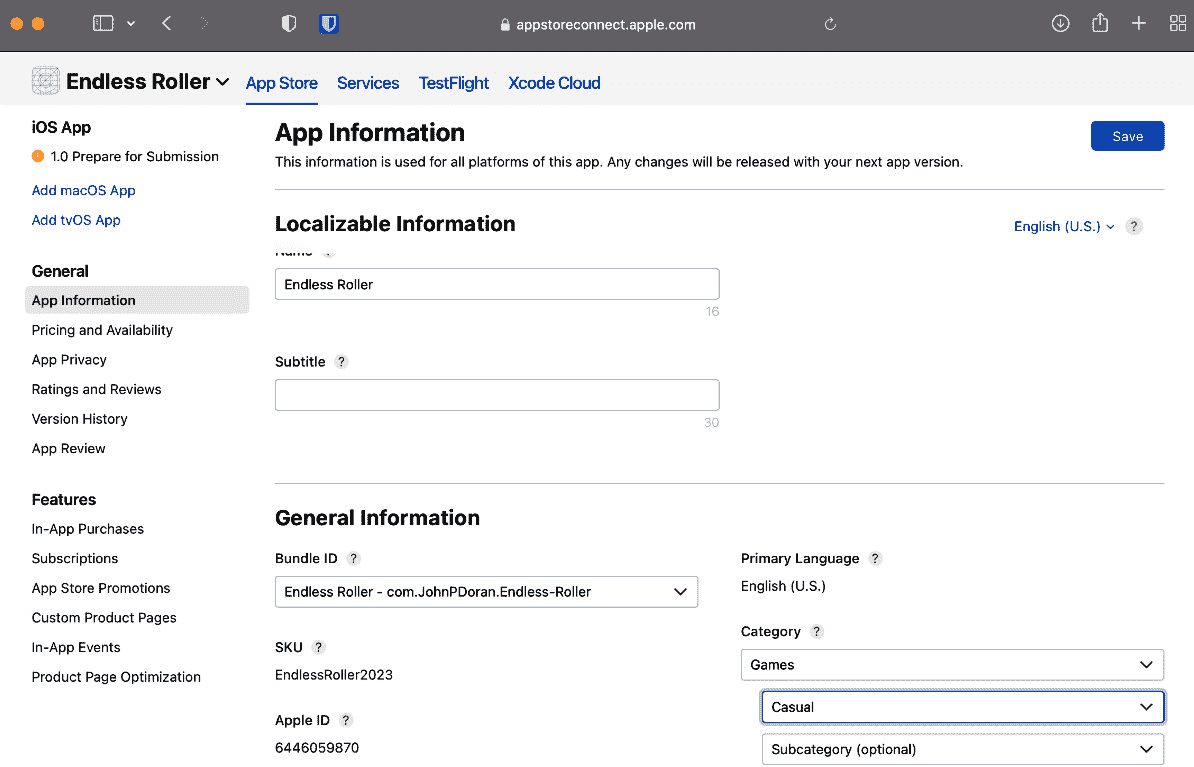 appstoreconnect.apple.com
Endless Roller
App Store
Services
TestFlight
Xcode Cloud
iOS App
1.0 Prepare for Submission
Add macOS App
Add tvOS App
General
App Information
Pricing and Availability
App Privacy
Ratings and Reviews
Version History
App Review
Features
In-App Purchases
Subscriptions
App Store Promotions
Custom Product Pages
In-App Events
Product Page Optimization
App Information
Save
This information is used for all platforms of this app. Any changes will be released with your next app version.
Localizable Information
English (U.S.) ?
Name ?
Endless Roller
16
Subtitle ?
30
General Information
Bundle ID ?
Endless Roller - com.JohnPDoran.Endless-Roller
SKU ?
EndlessRoller2023
Apple ID ?
6446059870
Primary Language ?
English (U.S.)
Category ?
Games
Casual
Subcategory (optional)